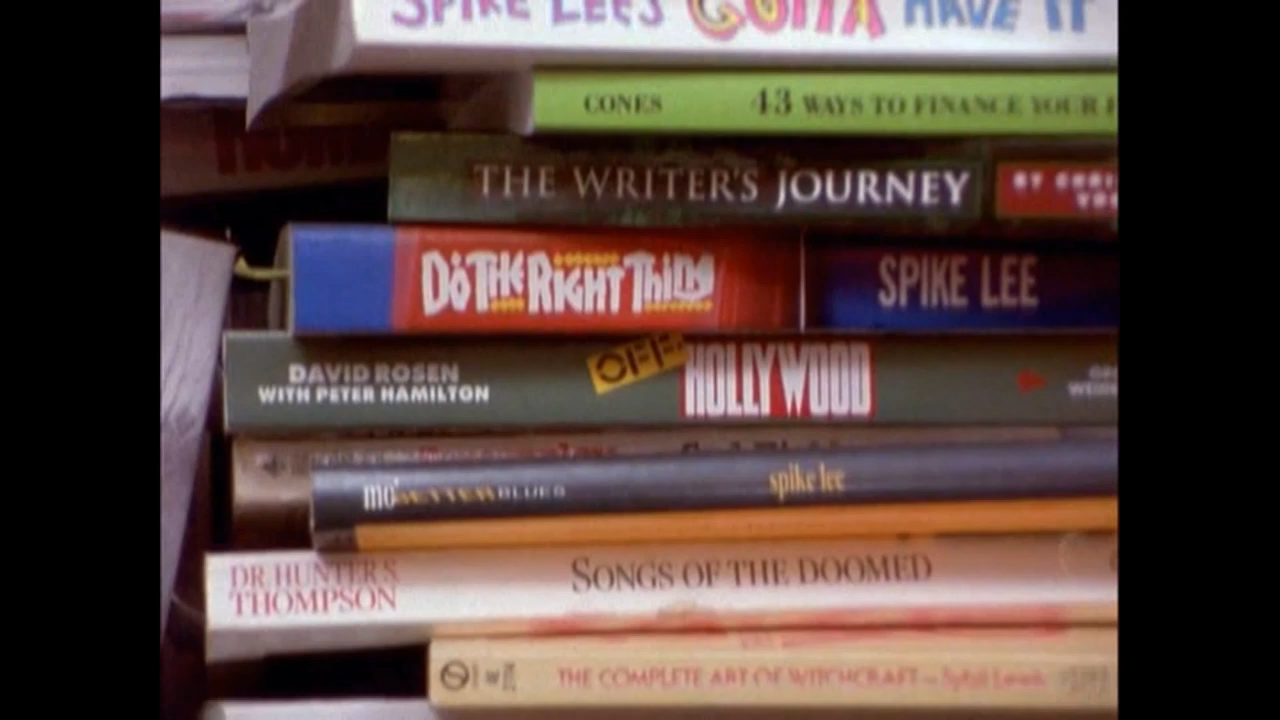 SPIKE LEE'S GOTTA HAVE IT
CONES 43 WAYS TO FINANCE YOUR
THE WRITER'S JOURNEY
DO THE RIGHT THING SPIKE LEE
DAVID ROSEN
WITH PETER HAMILTON
OFF HOLLYWOOD
mo' BETTER BLUES spike lee
DR. HUNTER S. THOMPSON SONGS OF THE DOOMED
THE COMPLETE ART OF WITCHCRAFT